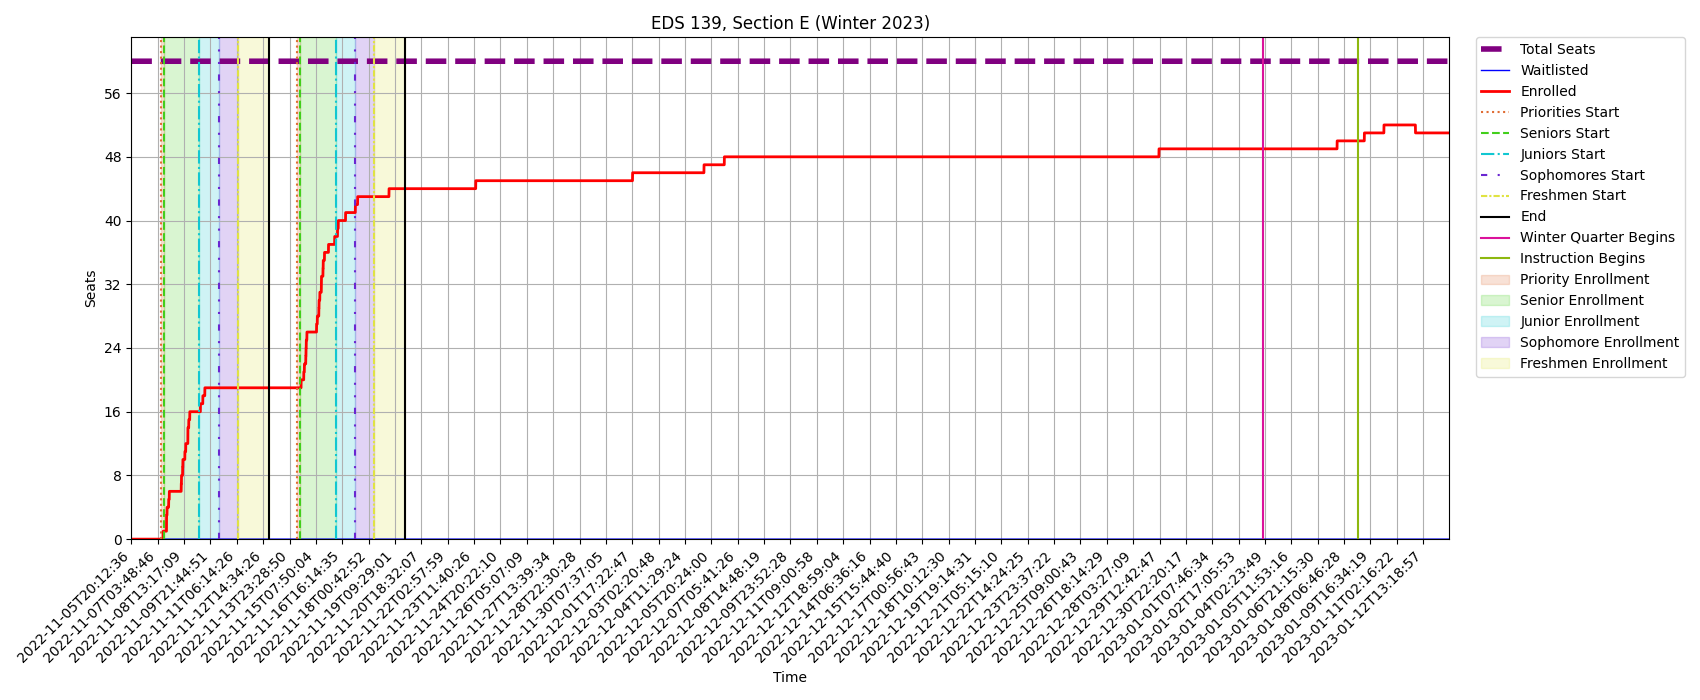 EDS 139, Section E (Winter 2023)
Total Seats
Waitlisted
Enrolled
Priorities Start
Seniors Start
Juniors Start
Sophomores Start
Freshmen Start
End
Winter Quarter Begins
Instruction Begins
Priority Enrollment
Senior Enrollment
Junior Enrollment
Sophomore Enrollment
Freshmen Enrollment
Seats
56
48
40
32
24
16
8
0
2022-11-05T20:12:36
2022-11-07T03:48:46
2022-11-08T13:17:09
2022-11-09T21:44:51
2022-11-11T06:14:26
2022-11-12T14:34:26
2022-11-13T23:28:50
2022-11-15T07:50:04
2022-11-16T16:14:35
2022-11-18T00:42:52
2022-11-19T09:29:01
2022-11-20T18:32:07
2022-11-22T02:57:59
2022-11-23T11:40:26
2022-11-24T20:22:10
2022-11-26T05:07:09
2022-11-27T13:39:34
2022-11-28T22:30:28
2022-11-30T07:37:05
2022-12-01T17:22:47
2022-12-03T02:20:48
2022-12-04T11:29:24
2022-12-05T20:24:00
2022-12-07T05:41:26
2022-12-08T14:48:19
2022-12-09T23:52:28
2022-12-11T09:00:58
2022-12-12T18:59:04
2022-12-14T06:36:16
2022-12-15T15:44:40
2022-12-17T00:56:43
2022-12-18T10:12:30
2022-12-19T19:14:31
2022-12-21T05:15:10
2022-12-22T14:24:25
2022-12-23T23:37:22
2022-12-25T09:00:43
2022-12-26T18:14:29
2022-12-28T03:27:09
2022-12-29T12:42:47
2022-12-30T22:20:17
2023-01-01T07:46:34
2023-01-02T17:05:53
2023-01-04T02:23:49
2023-01-05T11:53:16
2023-01-06T21:15:30
2023-01-08T06:46:28
2023-01-09T16:34:19
2023-01-11T02:16:22
2023-01-12T13:18:57
Time